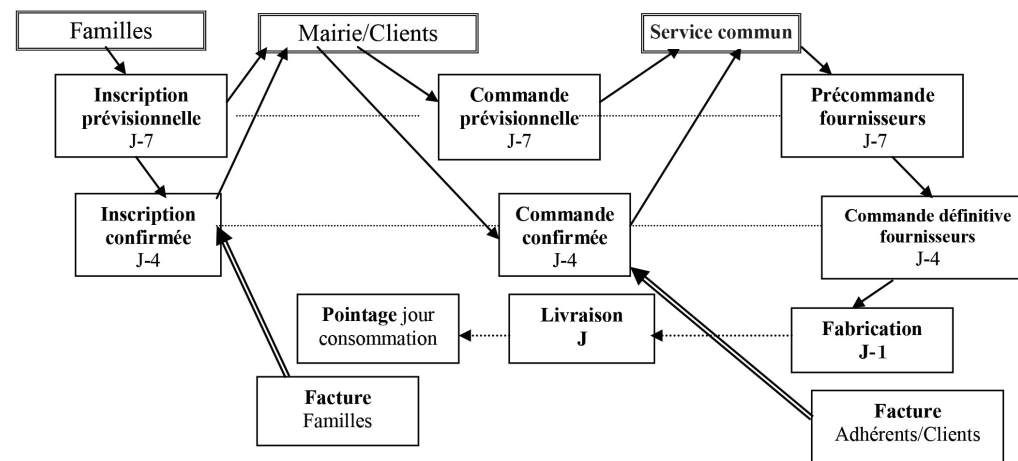 Familles
Mairie/Clients
Service commun
Inscription
prévisionnelle
J-7
Commande
prévisionnelle
J-7
Précommande
fournisseurs
J-7
Inscription
confirmée
J-4
Commande
confirmée
J-4
Commande définitive
fournisseurs
J-4
Pointage jour
consommation
Livraison
J
Fabrication
J-1
Facture
Familles
Facture
Adhérents/Clients